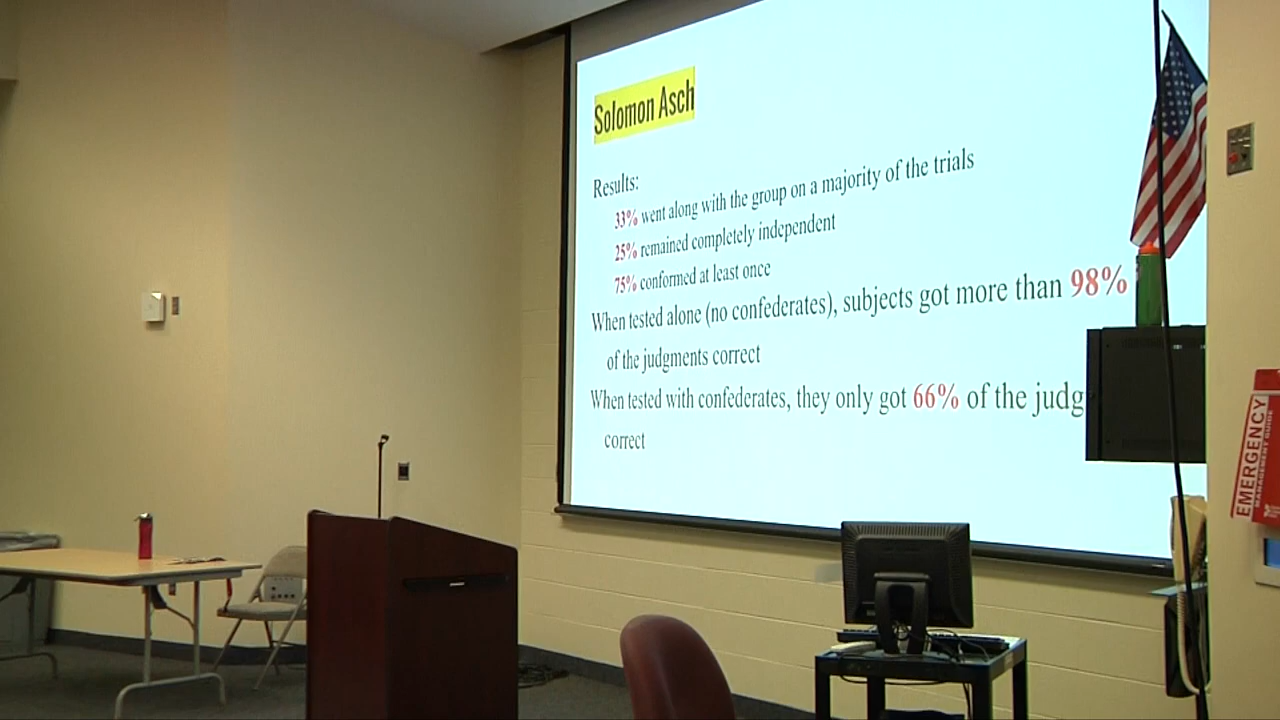 Solomon Asch
Results:
33% went along with the group on a majority of the trials
25% remained completely independent
75% conformed at least once
When tested alone (no confederates), subjects got more than 98%
of the judgments correct
When tested with confederates, they only got 66% of the judg
correct
EMERGENCY
MANAGEMENT GUIDE